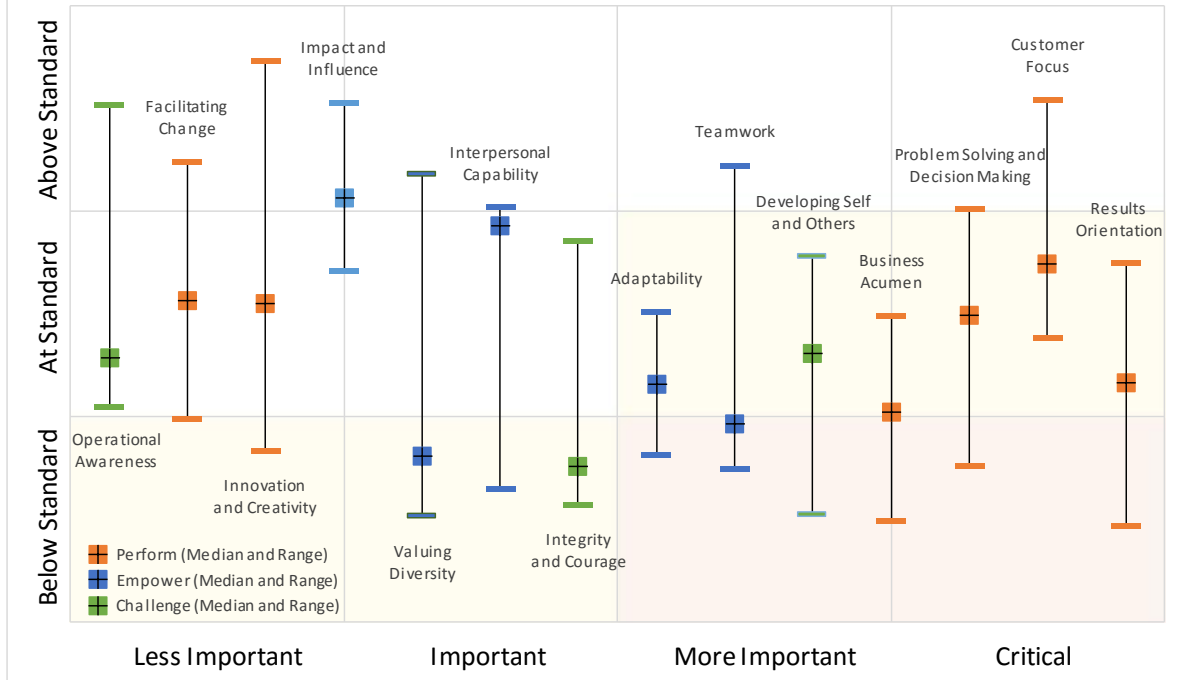 Above Standard
At Standard
Below Standard
Impact and
Influence
Facilitating
Change
Interpersonal
Capability
Teamwork
Customer
Focus
Problem Solving and
Decision Making
Developing Self
and Others
Results
Orientation
Adaptability
Business
Acumen
Operational
Awareness
Innovation
and Creativity
Valuing
Diversity
Integrity
and Courage
Perform (Median and Range)
Empower (Median and Range)
Challenge (Median and Range)
Less Important
Important
More Important
Critical